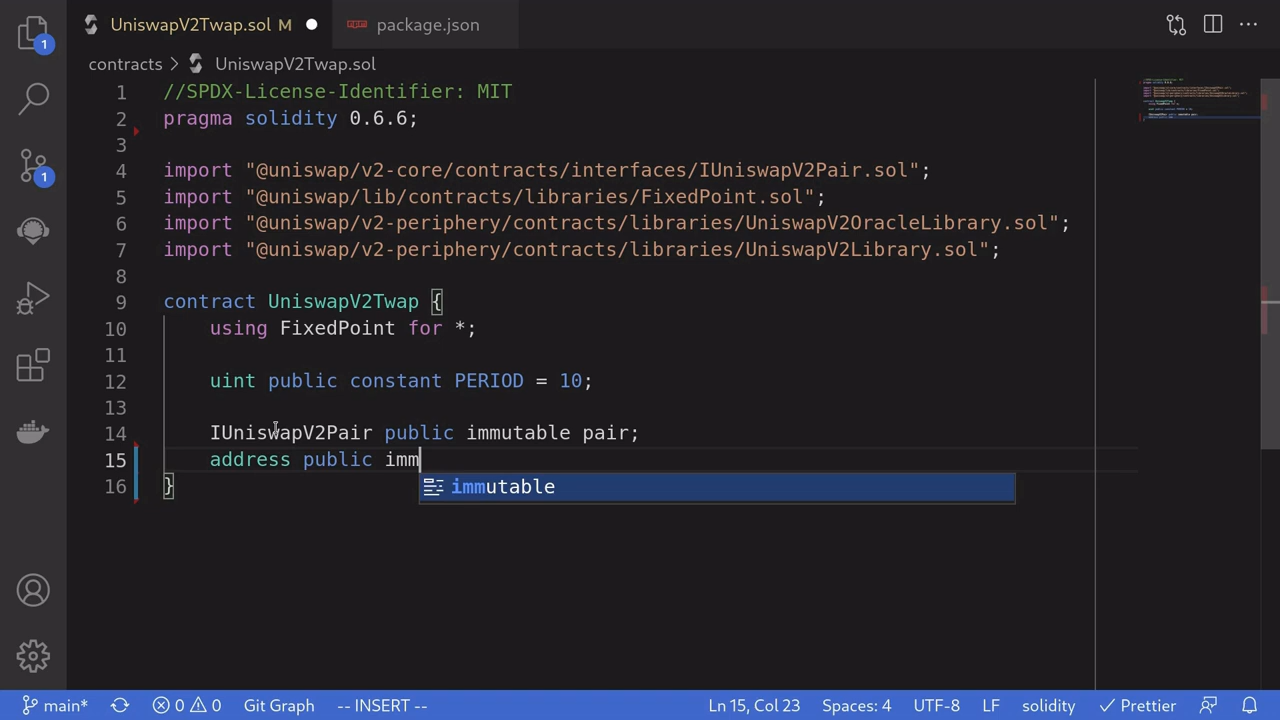 UniswapV2Twap.sol M
package.json
contracts > UniswapV2Twap.sol
1 //SPDX-License-Identifier: MIT
2 pragma solidity 0.6.6;
3
4 import "@uniswap/v2-core/contracts/interfaces/IUniswapV2Pair.sol";
5 import "@uniswap/lib/contracts/libraries/FixedPoint.sol";
6 import "@uniswap/v2-periphery/contracts/libraries/UniswapV2OracleLibrary.sol";
7 import "@uniswap/v2-periphery/contracts/libraries/UniswapV2Library.sol";
8
9 contract UniswapV2Twap {
10 using FixedPoint for *;
11
12 uint public constant PERIOD = 10;
13
14 IUniswapV2Pair public immutable pair;
15 address public imm
immutable
16 }
1
1
main* 0 0 Git Graph -- INSERT -- Ln 15, Col 23 Spaces: 4 UTF-8 LF solidity Prettier